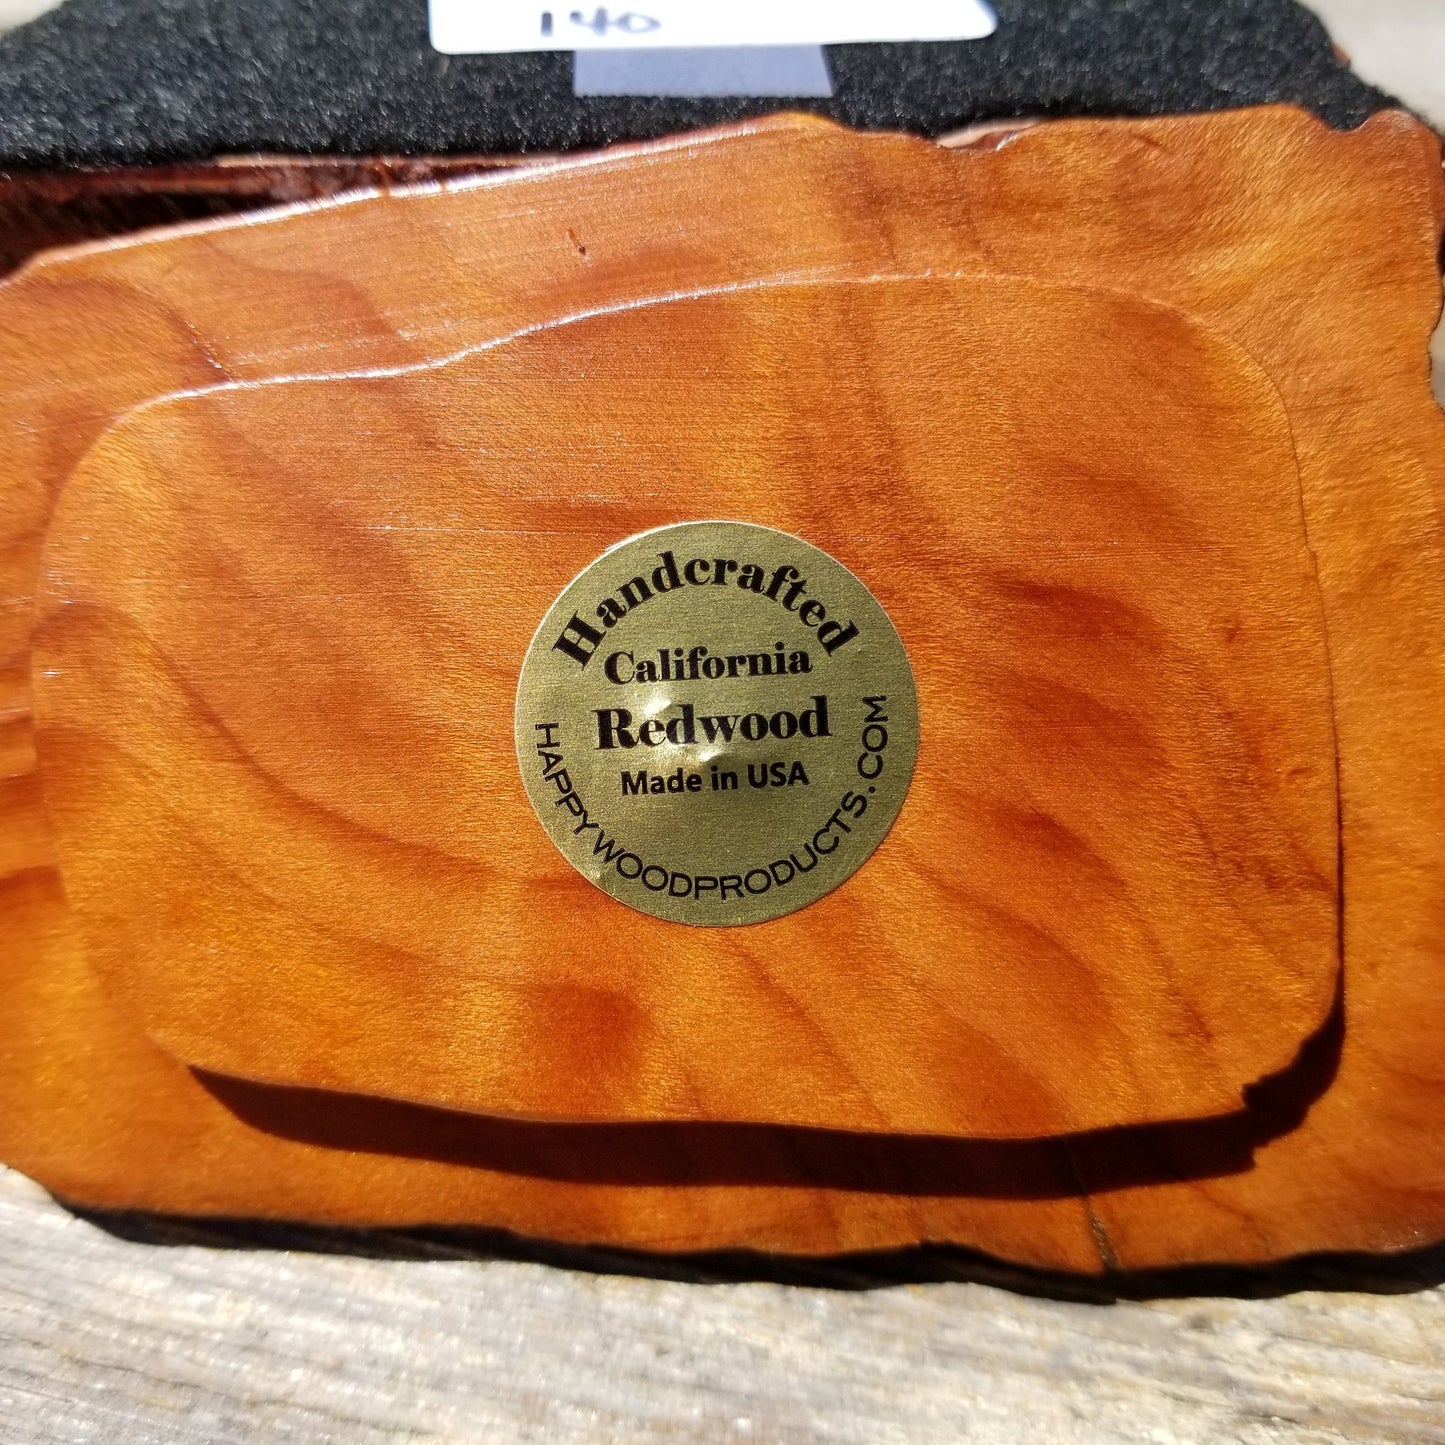 140
Handcrafted
California
Redwood
Made in USA
HAPPYWOODPRODUCTS.COM